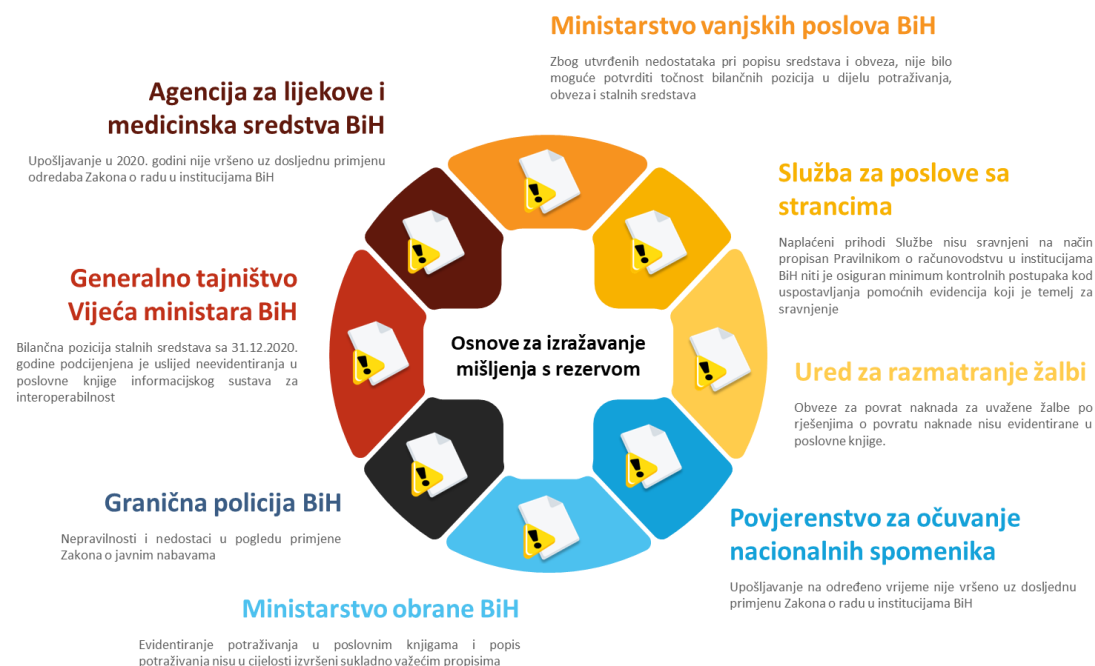 Ministarstvo vanjskih poslova BiH
Zbog utvrđenih nedostataka pri popisu sredstava i obveza, nije bilo
moguće potvrditi točnost bilančnih pozicija u dijelu potraživanja,
obveza i stalnih sredstava
Agencija za lijekove i
medicinska sredstva BiH
Upošljavanje u 2020. godini nije vršeno uz dosljednu primjenu
odredaba Zakona o radu u institucijama BiH
Služba za poslove sa
strancima
Naplaćeni prihodi Službe nisu sravnjeni na način
propisan Pravilnikom o računovodstvu u institucijama
BiH niti je osiguran minimum kontrolnih postupaka kod
uspostavljanja pomoćnih evidencija koji je temelj za
sravnjenje
Generalno tajništvo
Vijeća ministara BiH
Bilančna pozicija stalnih sredstava sa 31.12.2020.
godine podcijenjena je uslijed neevidentiranja u
poslovne knjige informacijskog sustava za
interoperabilnost
Osnove za izražavanje
mišljenja s rezervom
Ured za razmatranje žalbi
Obveze za povrat naknada za uvažene žalbe po
rješenjima o povratu naknade nisu evidentirane u
poslovne knjige.
Granična policija BiH
Nepravilnosti i nedostaci u pogledu primjene
Zakona o javnim nabavama
Povjerenstvo za očuvanje
nacionalnih spomenika
Upošljavanje na određeno vrijeme nije vršeno uz dosljednu
primjenu Zakona o radu u institucijama BiH
Ministarstvo obrane BiH
Evidentiranje potraživanja u poslovnim knjigama i popis
potraživanja nisu u cijelosti izvršeni sukladno važećim propisima